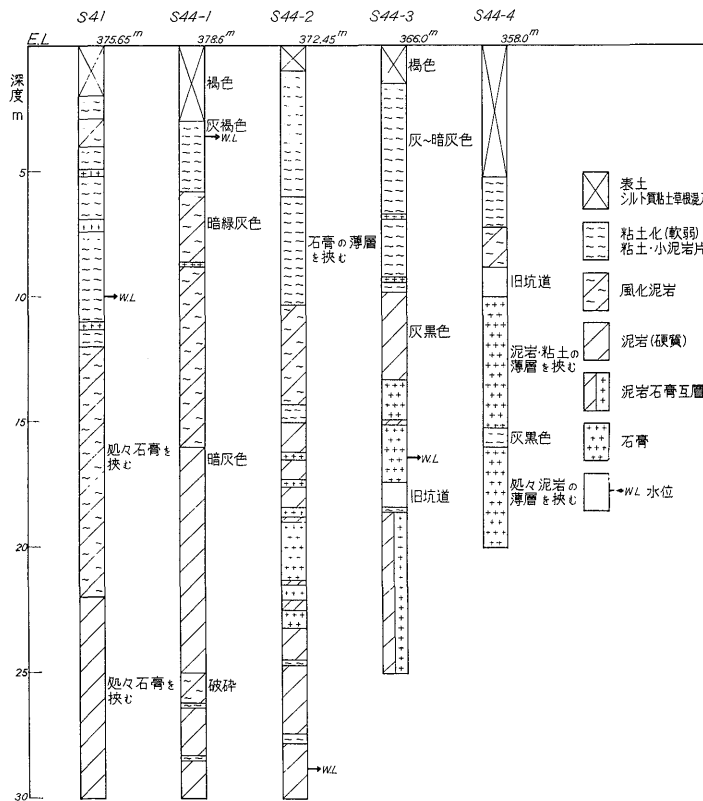 S41 S44-1 S44-2 S44-3 S44-4
E.L 375.65m 378.6m 372.45m 366.0m 358.0m
深度 m
5
10
15
20
25
30
W.L
処々石膏を
挟む
処々石膏を
挟む
褐色
灰褐色
W.L
暗緑灰色
暗灰色
破砕
石膏の薄層
を挟む
W.L
褐色
灰~暗灰色
灰黒色
W.L
旧坑道
旧坑道
泥岩・粘土の
薄層を挟む
灰黒色
処々泥岩の
薄層を挟む
表土
シルト質粘土草根混入
粘土化(軟弱)
粘土・小泥岩片
風化泥岩
泥岩(硬質)
泥岩石膏互層
石膏
W.L 水位